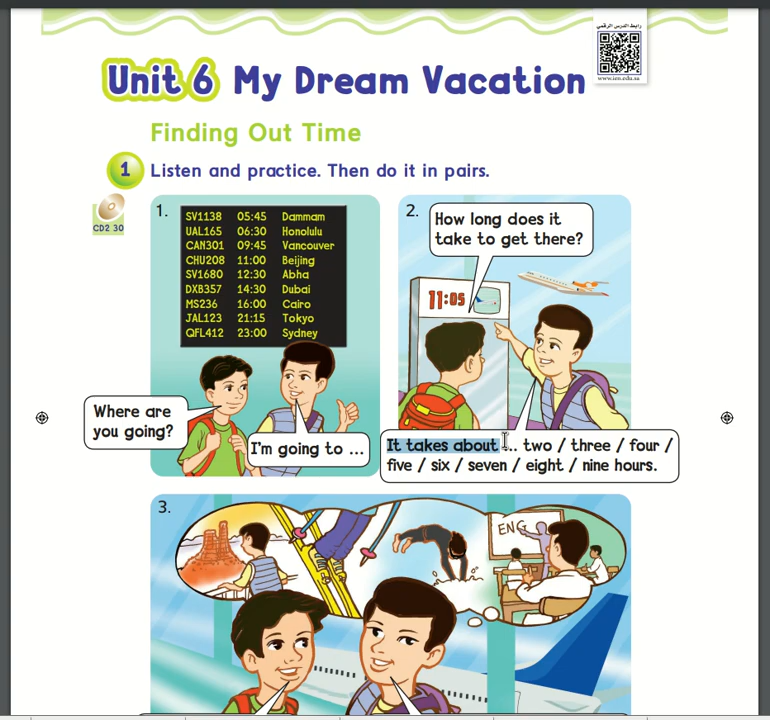 رابط الدرس الرقمي
www.ien.edu.sa
Unit 6 My Dream Vacation
Finding Out Time
1 Listen and practice. Then do it in pairs.
CD2 30
1.
SV1138 05:45 Dammam
UAL165 06:30 Honolulu
CAN301 09:45 Vancouver
CHU208 11:00 Beijing
SV1680 12:30 Abha
DXB357 14:30 Dubai
MS236 16:00 Cairo
JAL123 21:15 Tokyo
QFL412 23:00 Sydney
Where are
you going?
I'm going to ...
2.
How long does it
take to get there?
11:05
It takes about ... two / three / four /
five / six / seven / eight / nine hours.
3.
ENG